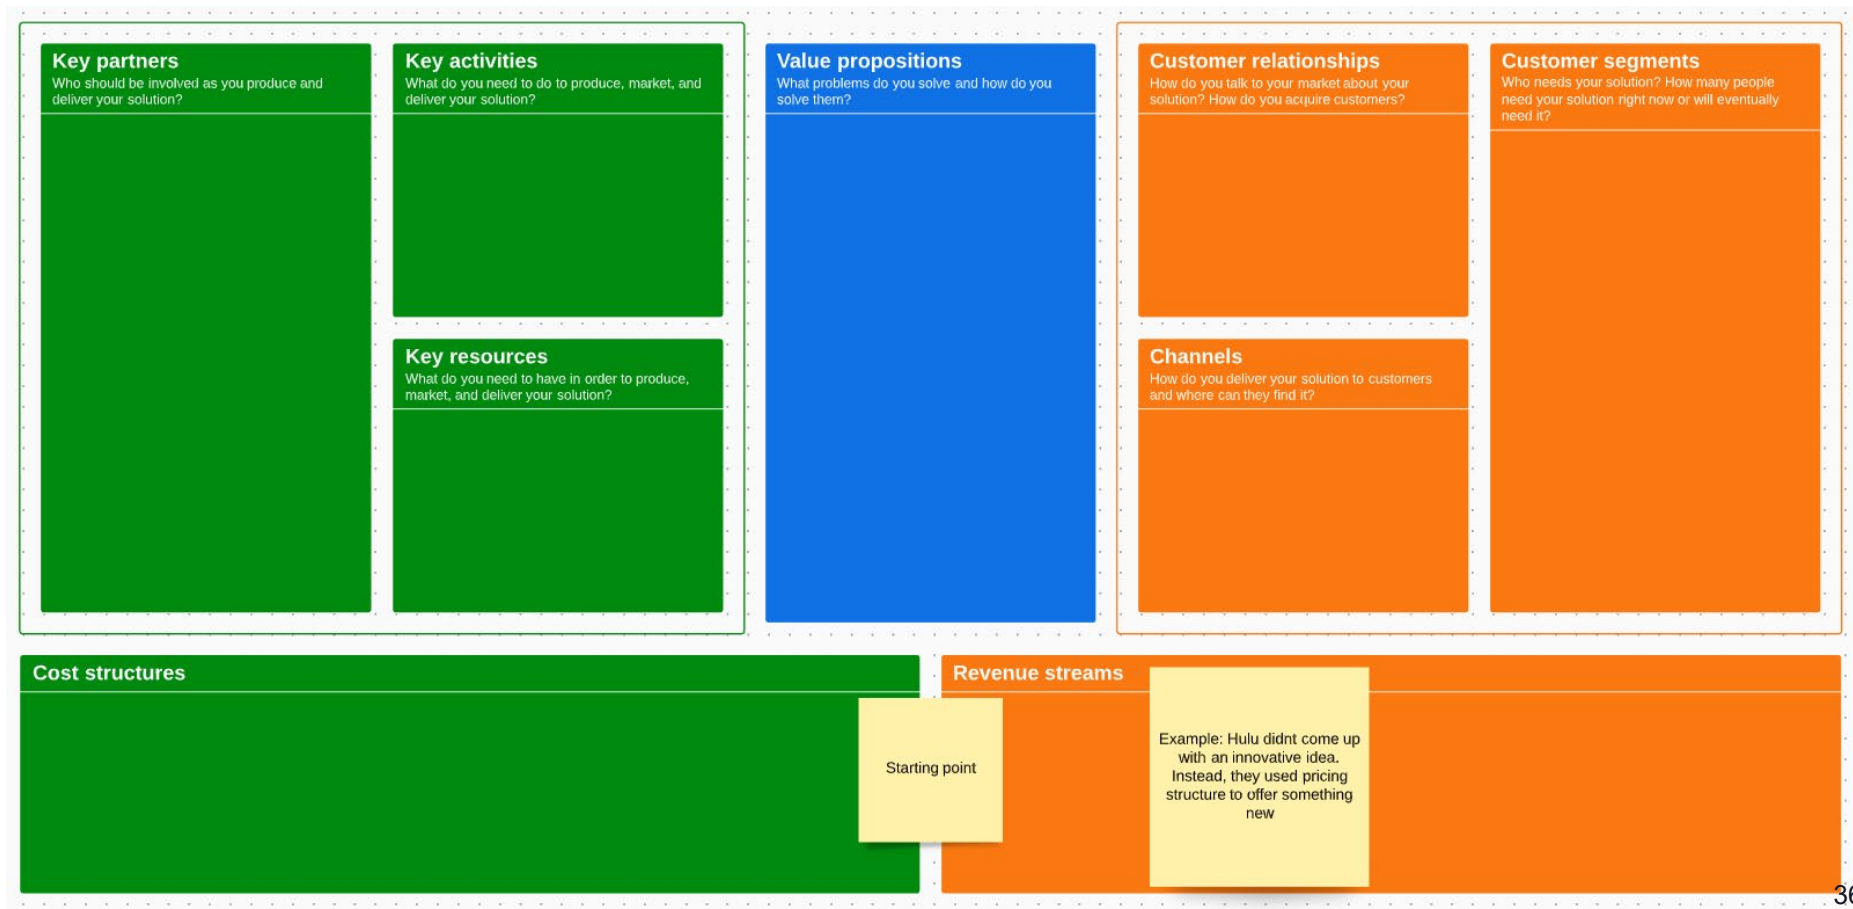 Key partners
Who should be involved as you produce and
deliver your solution?
Key activities
What do you need to do to produce, market, and
deliver your solution?
Key resources
What do you need to have in order to produce,
market, and deliver your solution?
Value propositions
What problems do you solve and how do you
solve them?
Customer relationships
How do you talk to your market about your
solution? How do you acquire customers?
Channels
How do you deliver your solution to customers
and where can they find it?
Customer segments
Who needs your solution? How many people
need your solution right now or will eventually
need it?
Cost structures
Starting point
Revenue streams
Example: Hulu didnt come up
with an innovative idea.
Instead, they used pricing
structure to offer something
new
36